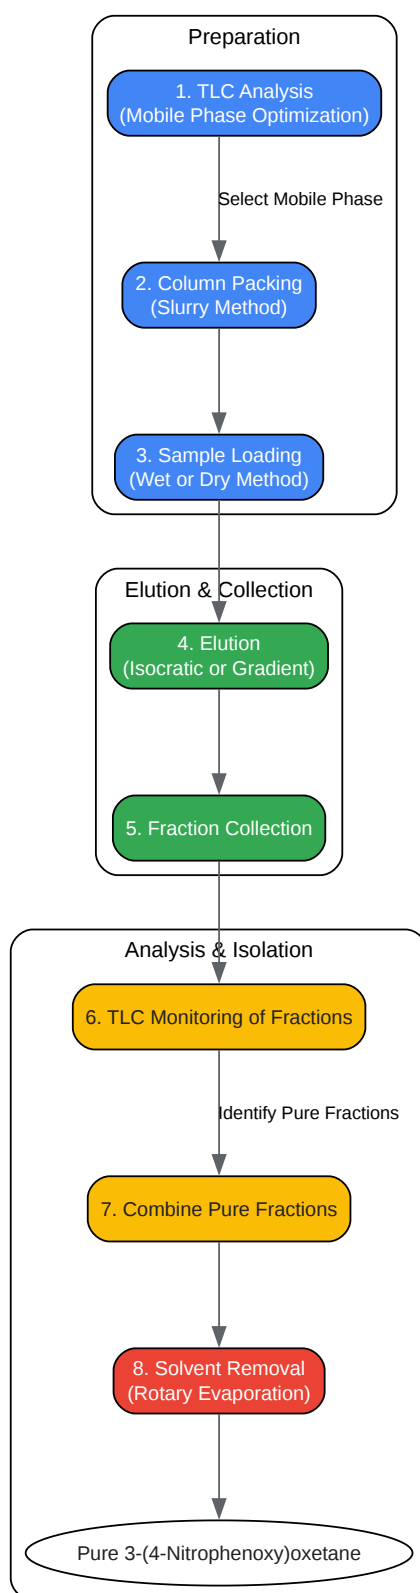 Preparation
1. TLC Analysis
(Mobile Phase Optimization)
Select Mobile Phase
2. Column Packing
(Slurry Method)
3. Sample Loading
(Wet or Dry Method)
Elution & Collection
4. Elution
(Isocratic or Gradient)
5. Fraction Collection
Analysis & Isolation
6. TLC Monitoring of Fractions
Identify Pure Fractions
7. Combine Pure Fractions
8. Solvent Removal
(Rotary Evaporation)
Pure 3-(4-Nitrophenoxy)oxetane